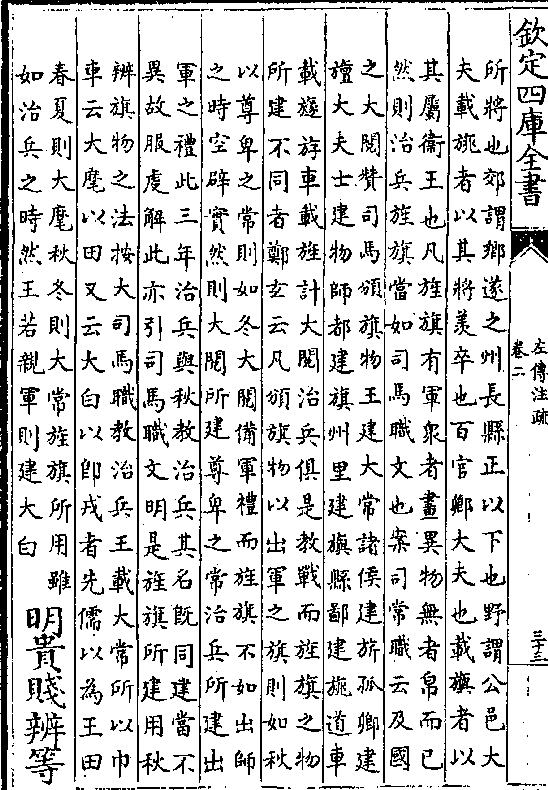 欽定四庫全書
左傳注疏
卷二
三十三
所將也郊謂鄉遂之州長縣正以下也野謂公邑大
夫載旐者以其將羡卒也百官卿大夫也載旟者以
其屬衛王也凡旌旗有軍衆者畫異物無者帛而已
然則治兵旌旗當如司馬職文也案司常職云及國
之大閱贊司馬頒旗物王建大常諸侯建旂孤卿建
旜大夫士建物師都建旗州里建旟縣鄙建旐道車
載旞斿車載旌計大閱治兵俱是教戰而旌旗之物
所建不同者鄭玄云凡頒旗物以出軍之旗則如秋
以尊卑之常則如冬大閱備軍禮而旌旗不如出師
之時空辟實然則大閱所建尊卑之常治兵所建出
軍之禮此三年治兵與秋教治兵其名既同建當不
異故服虔解此亦引司馬職文明是旌旗所建用秋
辨旗物之法按大司馬職教治兵王載大常所以巾
車云大麾以田又云大白以即戎者先儒以為王田
春夏則大麾秋冬則大常旌旗所用雖
如治兵之時然王若親軍則建大白
明貴賤辨等